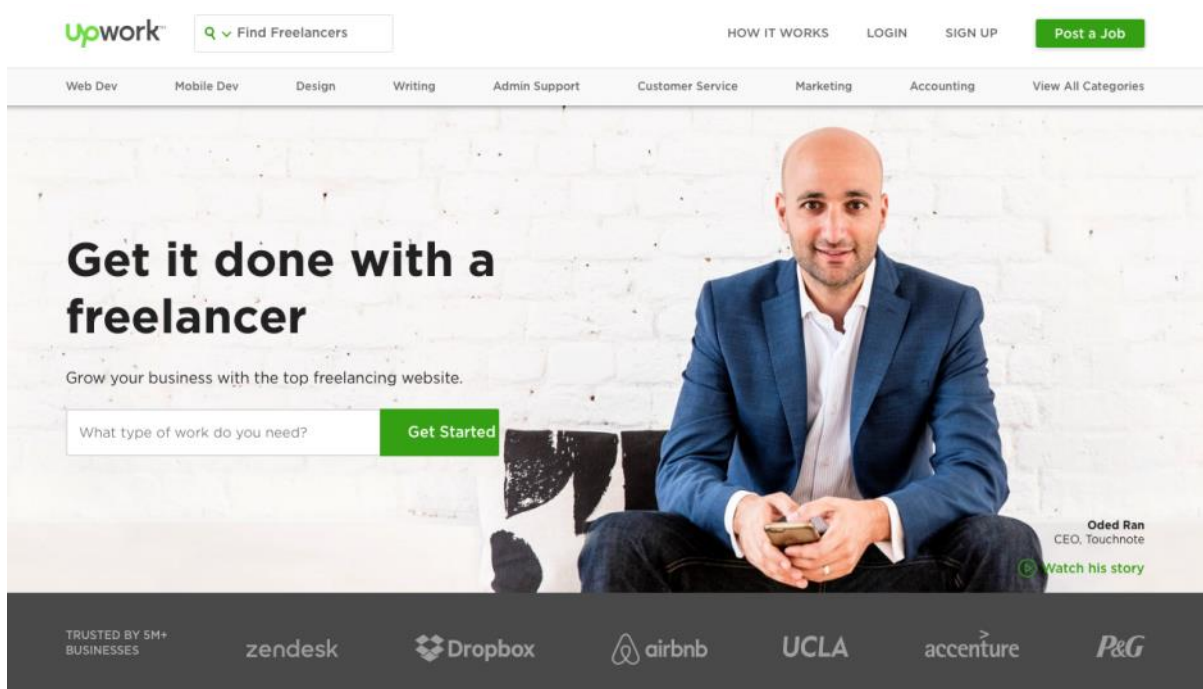 Upwork™
Find Freelancers
HOW IT WORKS
LOGIN
SIGN UP
Post a Job
Web Dev
Mobile Dev
Design
Writing
Admin Support
Customer Service
Marketing
Accounting
View All Categories
Get it done with a
freelancer
Grow your business with the top freelancing website.
What type of work do you need?
Get Started
Oded Ran
CEO, Touchnote
Watch his story
TRUSTED BY 5M+
BUSINESSES
zendesk
Dropbox
airbnb
UCLA
accenture
P&G